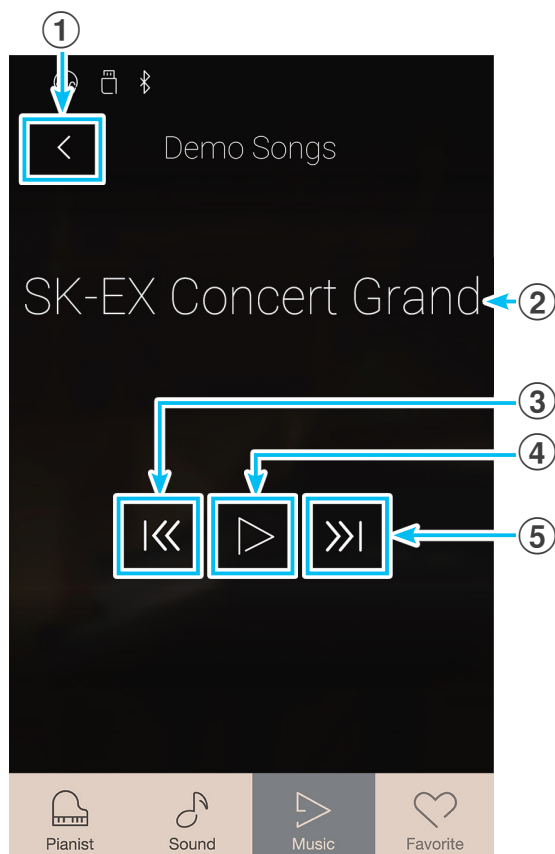 ①
Demo Songs
SK-EX Concert Grand
②
③
④
⑤
Pianist Sound Music Favorite